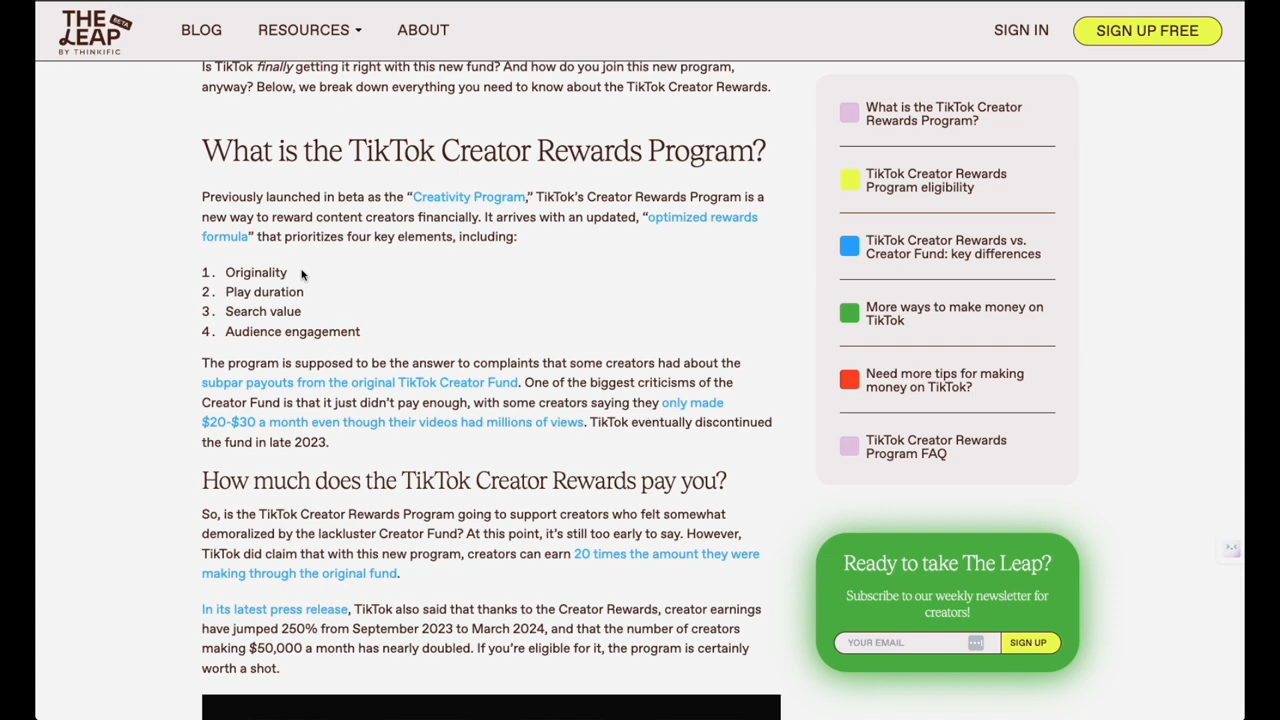 THE
LEAP
BETA
BY THINKIFIC
BLOG
RESOURCES
ABOUT
SIGN IN
SIGN UP FREE
Is TikTok finally getting it right with this new fund? And how do you join this new program,
anyway? Below, we break down everything you need to know about the TikTok Creator Rewards.
What is the TikTok Creator Rewards Program?
Previously launched in beta as the “Creativity Program,” TikTok’s Creator Rewards Program is a
new way to reward content creators financially. It arrives with an updated, “optimized rewards
formula” that prioritizes four key elements, including:
1. Originality
2. Play duration
3. Search value
4. Audience engagement
The program is supposed to be the answer to complaints that some creators had about the
subpar payouts from the original TikTok Creator Fund. One of the biggest criticisms of the
Creator Fund is that it just didn’t pay enough, with some creators saying they only made
$20-$30 a month even though their videos had millions of views. TikTok eventually discontinued
the fund in late 2023.
How much does the TikTok Creator Rewards pay you?
So, is the TikTok Creator Rewards Program going to support creators who felt somewhat
demoralized by the lackluster Creator Fund? At this point, it’s still too early to say. However,
TikTok did claim that with this new program, creators can earn 20 times the amount they were
making through the original fund.
In its latest press release, TikTok also said that thanks to the Creator Rewards, creator earnings
have jumped 250% from September 2023 to March 2024, and that the number of creators
making $50,000 a month has nearly doubled. If you’re eligible for it, the program is certainly
worth a shot.
What is the TikTok Creator
Rewards Program?
TikTok Creator Rewards
Program eligibility
TikTok Creator Rewards vs.
Creator Fund: key differences
More ways to make money on
TikTok
Need more tips for making
money on TikTok?
TikTok Creator Rewards
Program FAQ
Ready to take The Leap?
Subscribe to our weekly newsletter for
creators!
YOUR EMAIL
SIGN UP